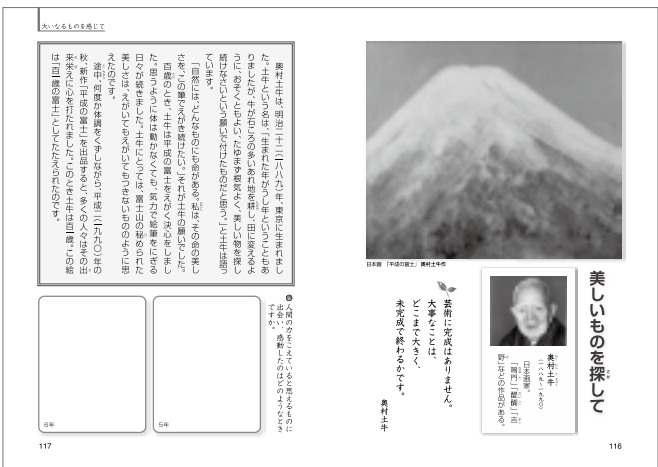 美しいものを探して
さが
日本画 「平成の富士」 奥村土牛作
奥村土牛
(一八八九〜一九九〇)
日本画家。
「鳴門」「醍醐」「吉
野」などの作品がある。
芸術に完成はありません。
大事なことは、
どこまで大きく、
未完成で終わるかです。
奥村土牛
116
大いなるものを感じて
奥村土牛は、明治二十二(一八八九)年、東京に生まれまし
た。土牛という名は、「生まれた年がうし年ということもあ
りましたが、牛が石ころの多いあれ地を耕し、田に変えるよ
うに、おそくともよい、たゆまず根気よく、美しい物を探し
続けなさいという願いで付けたものだと思う。」と土牛は語っ
ています。
「自然には、どんなものにも命がある。私は、その命の美し
さを、この筆でえがき続けたい。」それが土牛の願いでした。
百歳のとき、土牛は平成の富士をえがく決心をしまし
た。思うように体は動かなくても、気力で絵筆をにぎる
日々が続きました。土牛にとっては、富士山の秘められた
美しさは、えがいてもえがいてもつきないもののように思
えたのです。
途中、何度か体調をくずしながら、平成二(一九九〇)年の
秋、新作「平成の富士」を出品すると、多くの人々はその出
来栄えに心を打たれました。このとき土牛は百一歳。この絵
は「百一歳の富士」としてたたえられたのです。
人間の力をこえていると思えるものに
出会い、感動したのはどのようなとき
ですか。
5年
6年
117